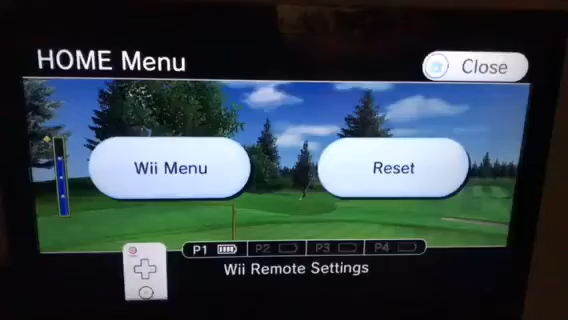 HOME Menu
Close
Wii Menu
Reset
P1 P2 P3 P4
Wii Remote Settings